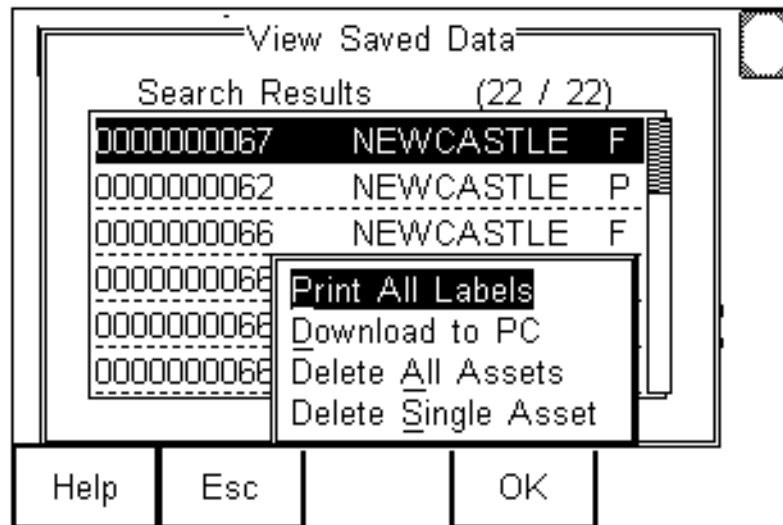 View Saved Data
Search Results (22 / 22)
0000000067 NEWCASTLE F
0000000062 NEWCASTLE P
0000000066 NEWCASTLE F
Print All Labels
Download to PC
Delete All Assets
Delete Single Asset
Help Esc OK